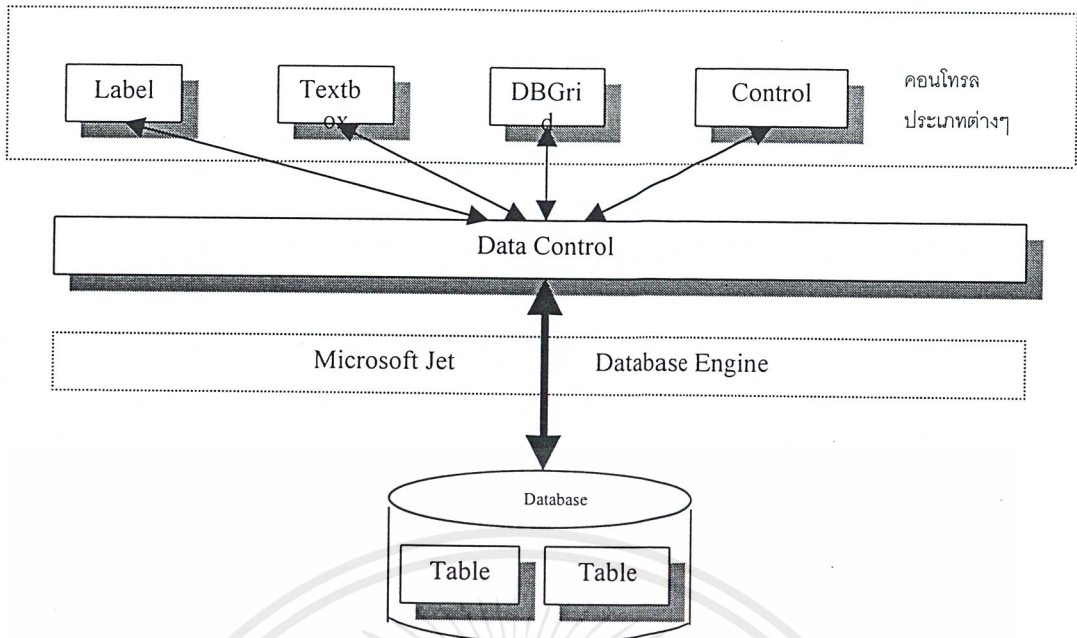 Label
Textb
ox
DBGri
d
Control
คอนโทรล
ประเภทต่างๆ
Data Control
Microsoft Jet
Database Engine
Database
Table
Table